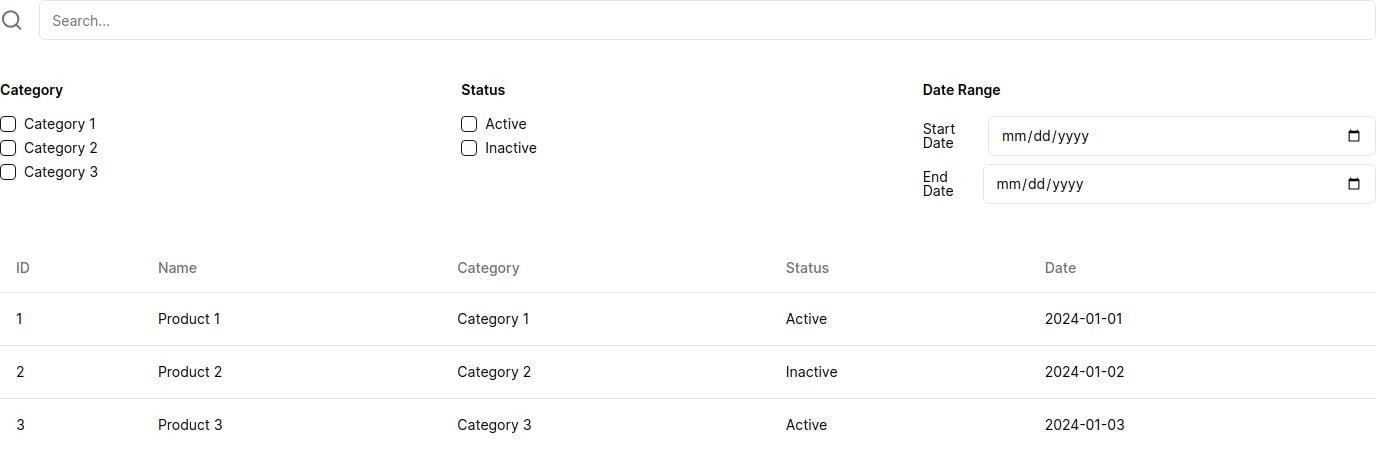 Search...
Category
Status
Date Range
Category 1
Category 2
Category 3
Active
Inactive
Start
Date
mm/dd/yyyy
End
Date
mm/dd/yyyy
ID Name Category Status Date
1 Product 1 Category 1 Active 2024-01-01
2 Product 2 Category 2 Inactive 2024-01-02
3 Product 3 Category 3 Active 2024-01-03